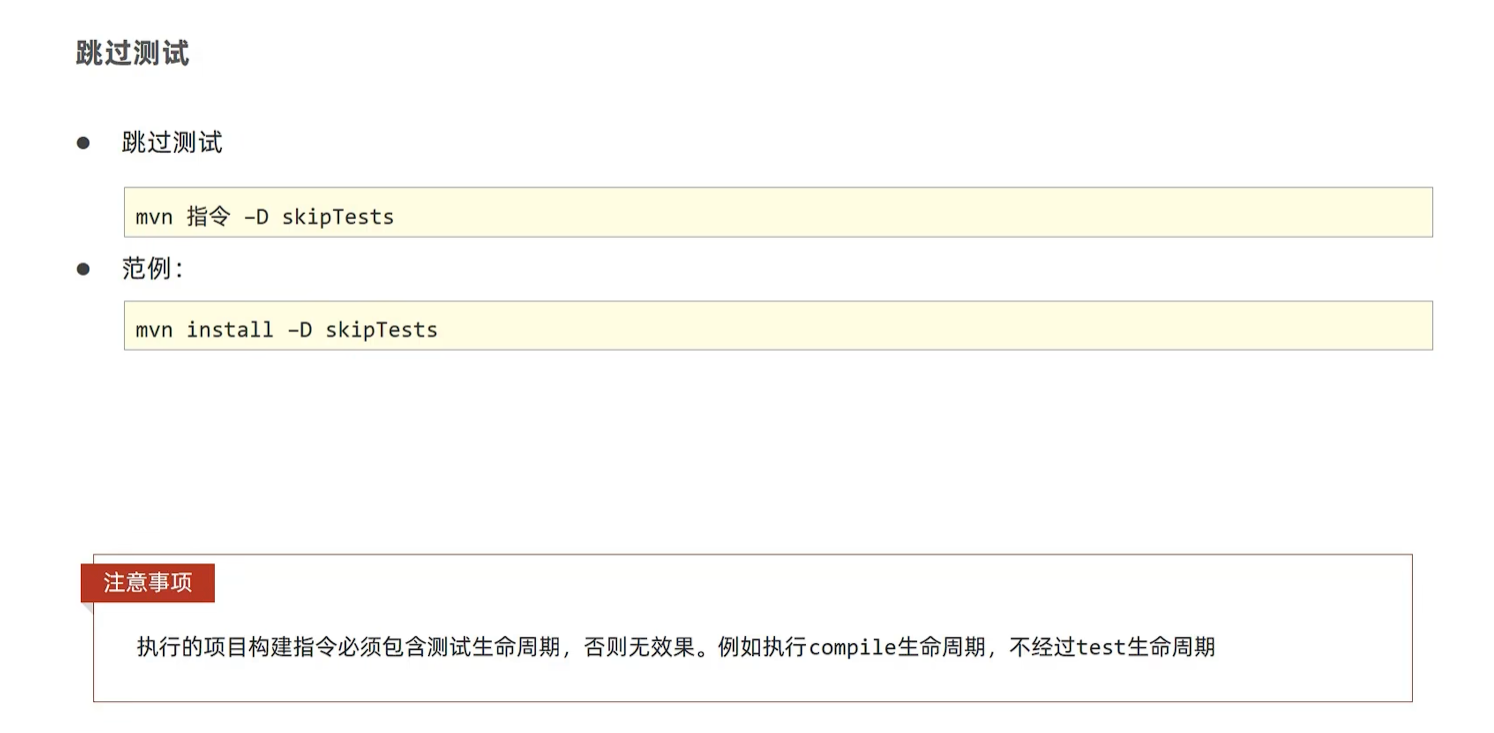 跳过测试
跳过测试
mvn 指令 –D skipTests
范例：
mvn install –D skipTests
注意事项
执行的项目构建指令必须包含测试生命周期，否则无效果。例如执行compile生命周期，不经过test生命周期